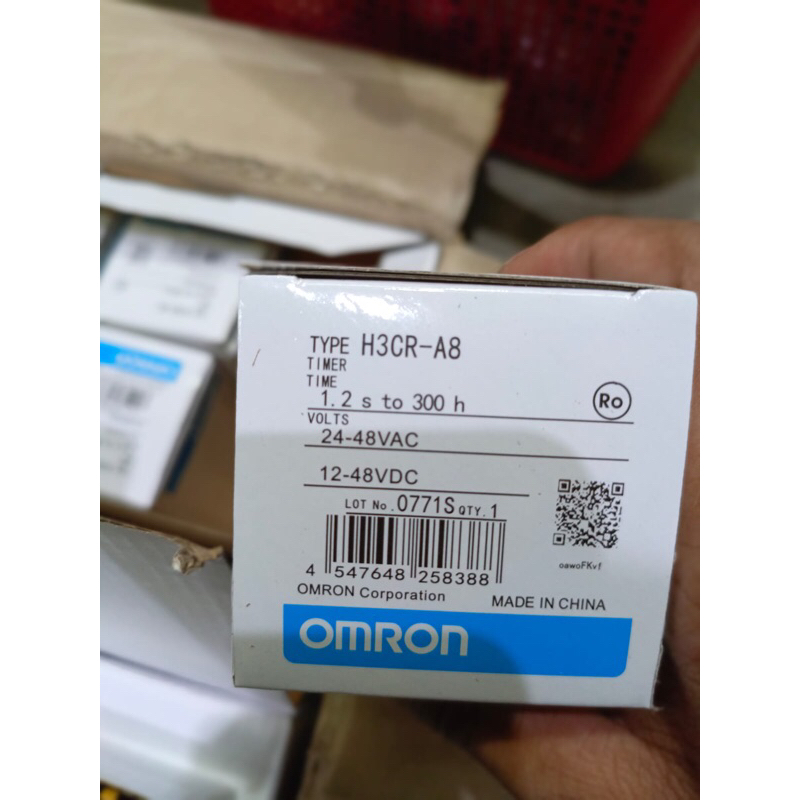 TYPE H3CR-A8
TIMER
TIME
1.2 s to 300 h
Ro
VOLTS
24-48VAC
12-48VDC
LOT No. 0771S QTY. 1
4 547648 258388
oawoFKvf
OMRON Corporation
MADE IN CHINA
OMRON
OMRON